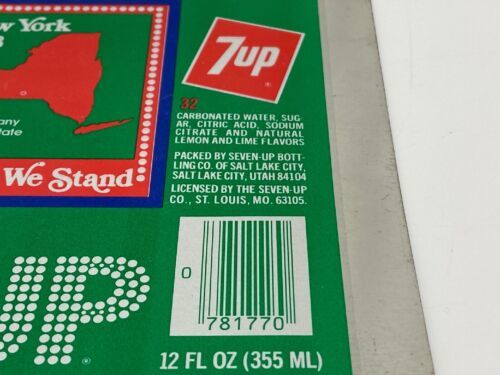 w York
3
any
tate
We Stand
7up
®
32
CARBONATED WATER, SUG-
AR, CITRIC ACID, SODIUM
CITRATE AND NATURAL
LEMON AND LIME FLAVORS
PACKED BY SEVEN-UP BOTT-
LING CO. OF SALT LAKE CITY,
SALT LAKE CITY, UTAH 84104
LICENSED BY THE SEVEN-UP
CO., ST. LOUIS, MO. 63105.
UP®
0
781770
12 FL OZ (355 ML)